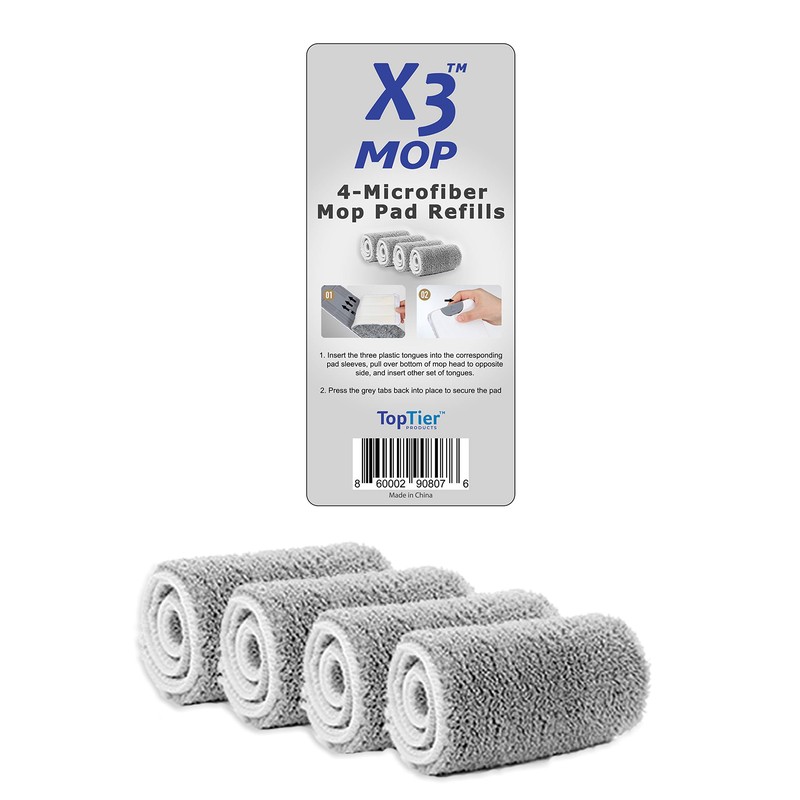 X3™
MOP
4-Microfiber
Mop Pad Refills
01
02
1. Insert the three plastic tongues into the corresponding
pad sleeves, pull over bottom of mop head to opposite
side, and insert other set of tongues.
2. Press the grey tabs back into place to secure the pad
TopTier™
PRODUCTS
8 60002 90807 6
Made in China